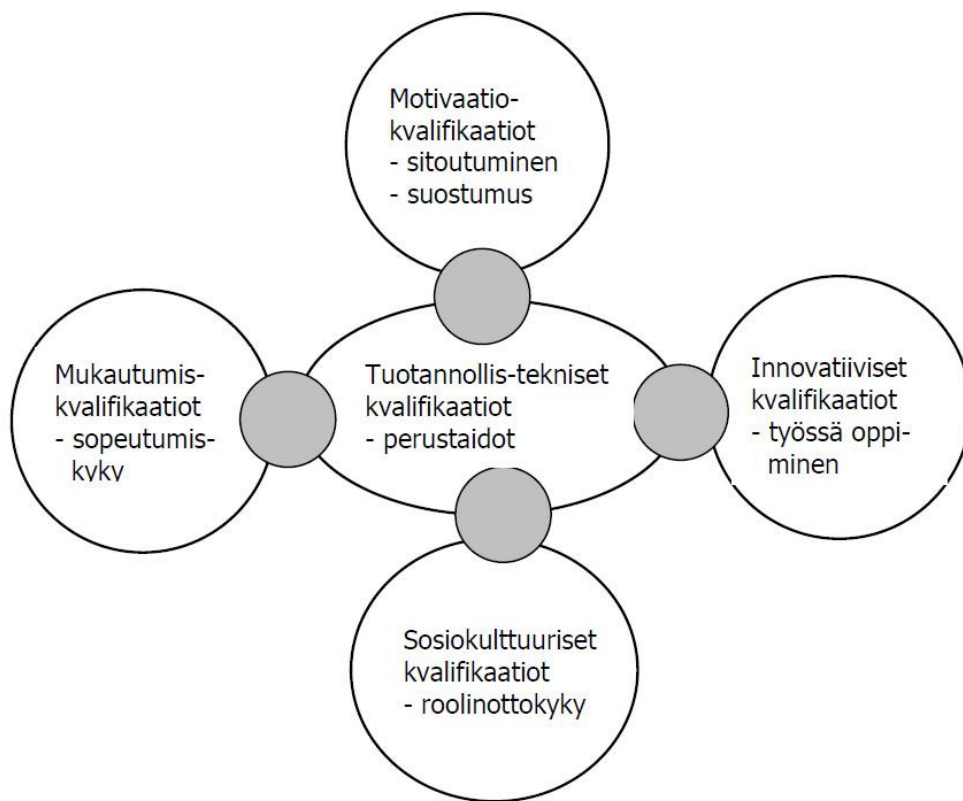 Motivaatio-
kvalifikaatiot
- sitoutuminen
- suostumus
Mukautumis-
kvalifikaatiot
- sopeutumis-
kyky
Tuotannollis-tekniset
kvalifikaatiot
- perustaidot
Innovatiiviset
kvalifikaatiot
- työssä oppi-
minen
Sosiokulttuuriset
kvalifikaatiot
- roolinottokyky